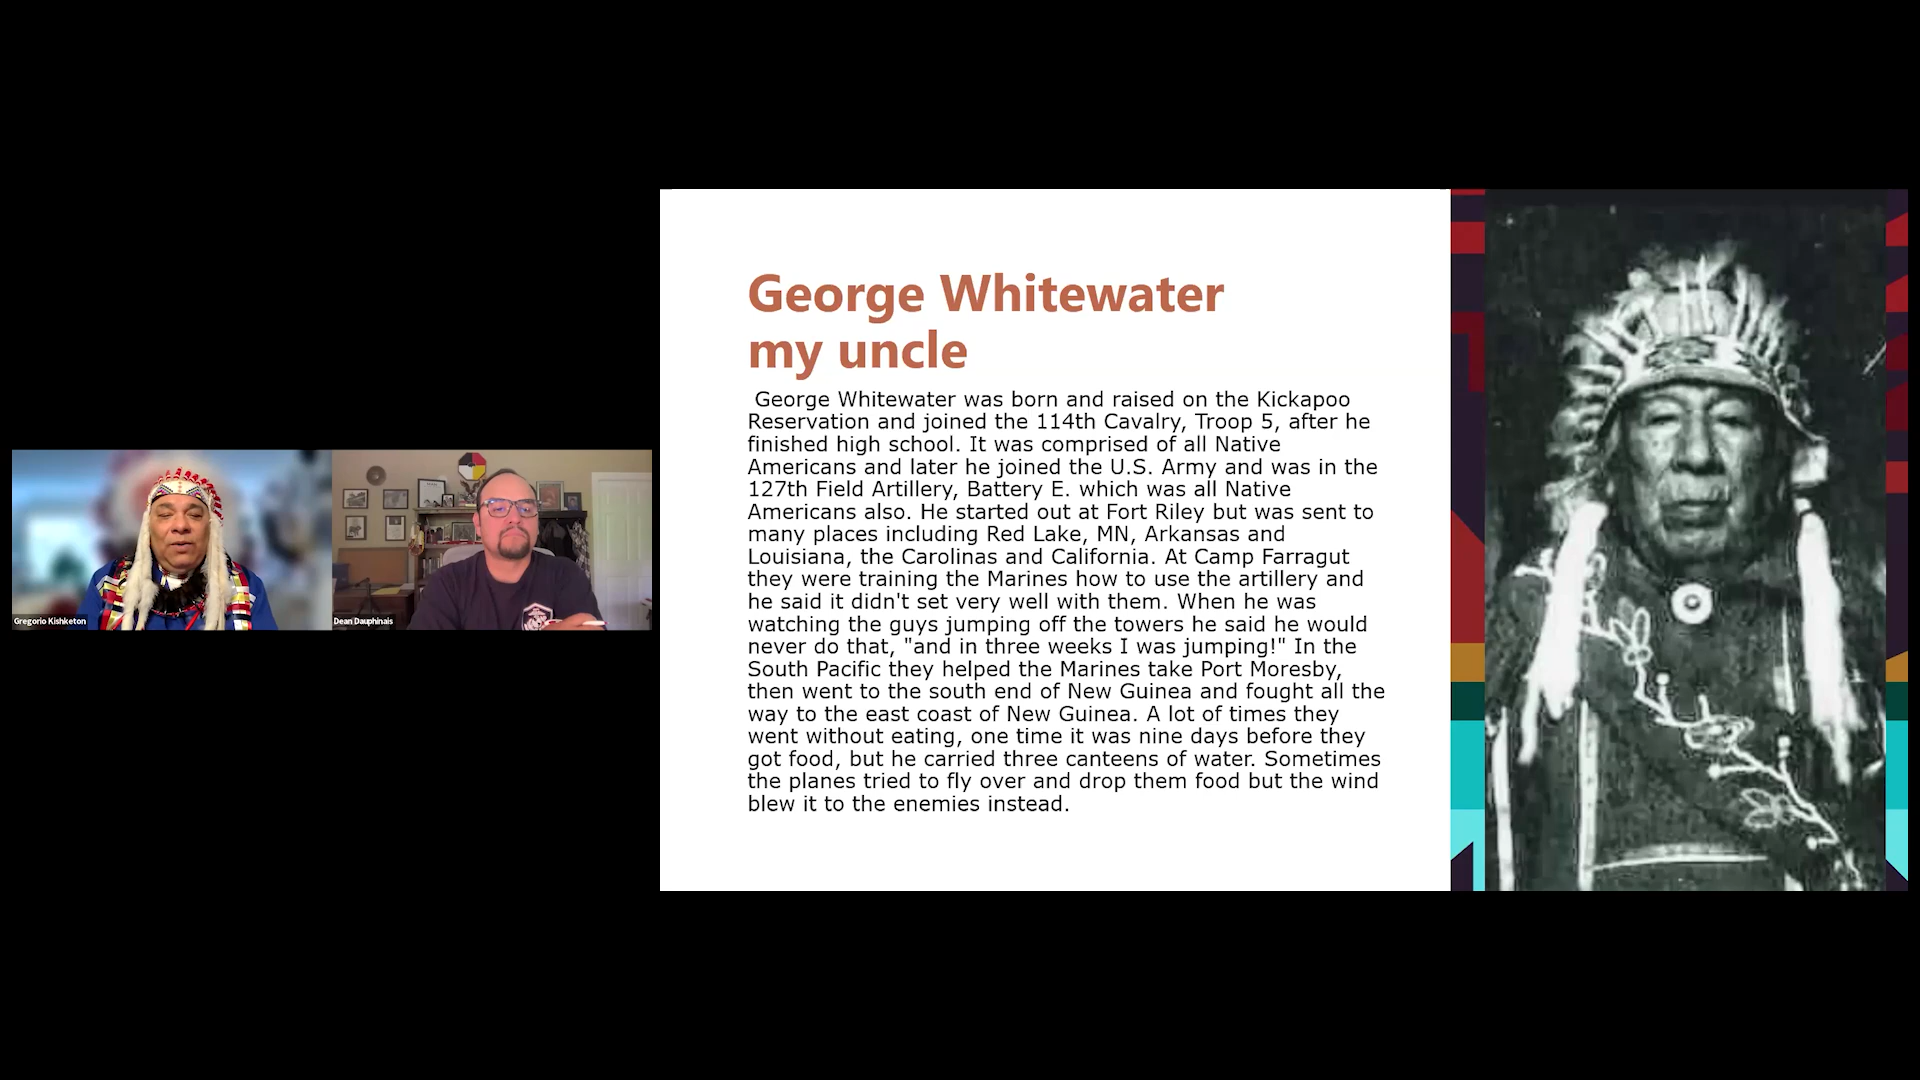 George Whitewater
my uncle
George Whitewater was born and raised on the Kickapoo
Reservation and joined the 114th Cavalry, Troop 5, after he
finished high school. It was comprised of all Native
Americans and later he joined the U.S. Army and was in the
127th Field Artillery, Battery E. which was all Native
Americans also. He started out at Fort Riley but was sent to
many places including Red Lake, MN, Arkansas and
Louisiana, the Carolinas and California. At Camp Farragut
they were training the Marines how to use the artillery and
he said it didn't set very well with them. When he was
watching the guys jumping off the towers he said he would
never do that, "and in three weeks I was jumping!" In the
South Pacific they helped the Marines take Port Moresby,
then went to the south end of New Guinea and fought all the
way to the east coast of New Guinea. A lot of times they
went without eating, one time it was nine days before they
got food, but he carried three canteens of water. Sometimes
the planes tried to fly over and drop them food but the wind
blew it to the enemies instead.
Gregorio Kishketon
Dean Dauphinais